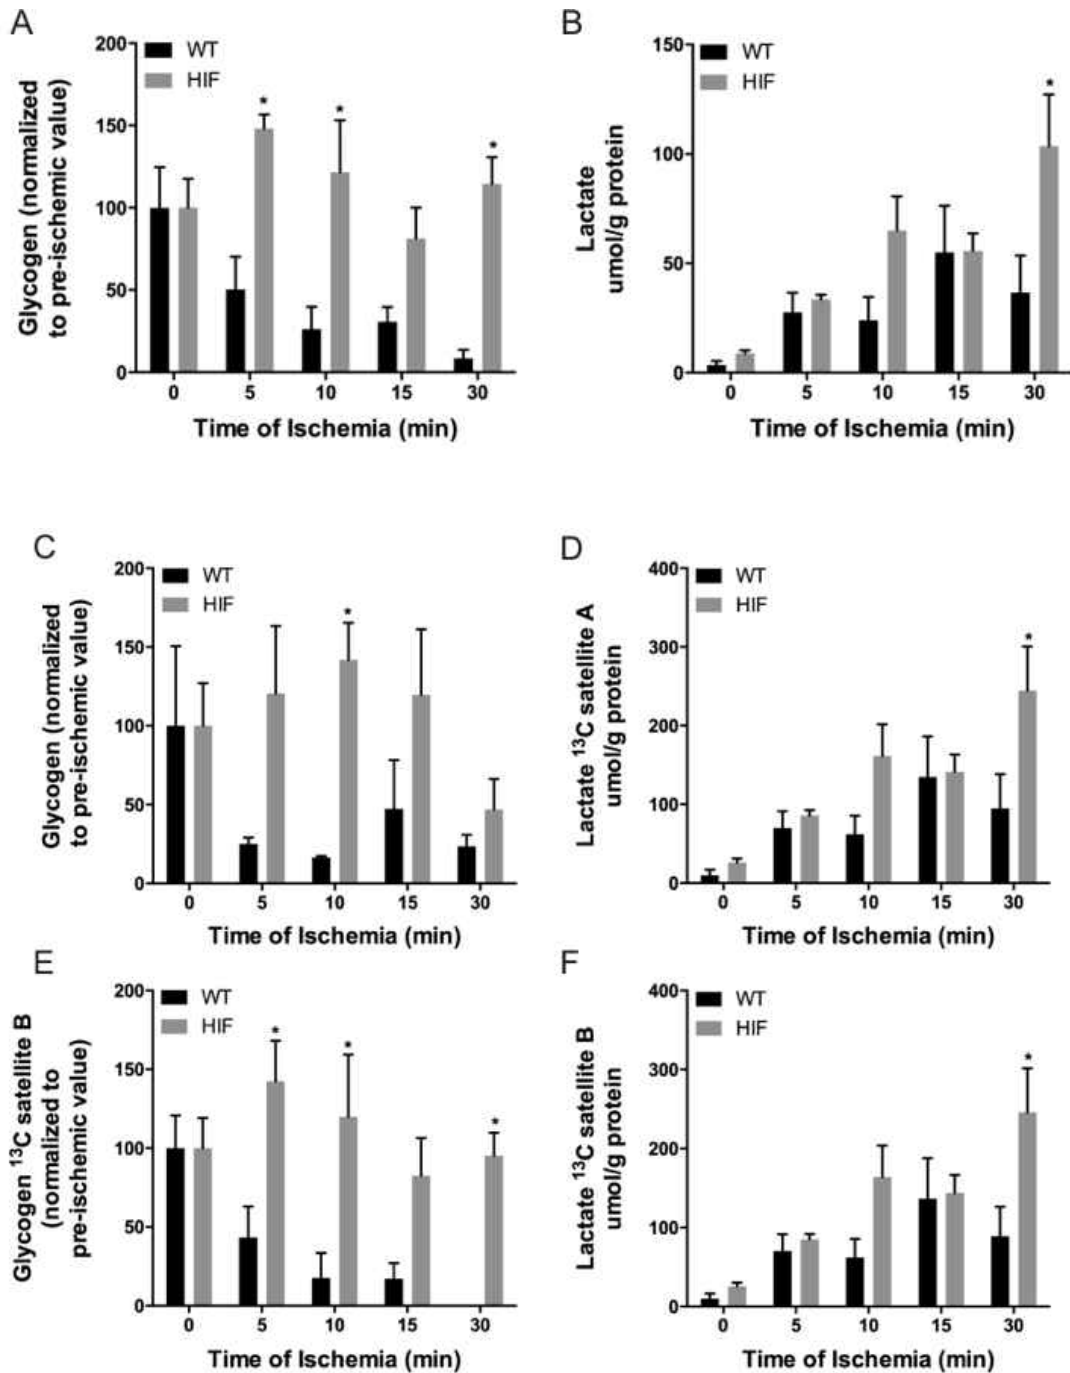 A
Glycogen (normalized
to pre-ischemic value)
200
150
100
50
0
WT
HIF
*
*
*
0 5 10 15 30
Time of Ischemia (min)
B
Lactate
umol/g protein
150
100
50
0
WT
HIF
*
0 5 10 15 30
Time of Ischemia (min)
C
Glycogen (normalized
to pre-ischemic value)
200
150
100
50
0
WT
HIF
*
0 5 10 15 30
Time of Ischemia (min)
D
Lactate ¹³C satellite A
umol/g protein
400
300
200
100
0
WT
HIF
*
0 5 10 15 30
Time of Ischemia (min)
E
Glycogen ¹³C satellite B
(normalized to
pre-ischemic value)
200
150
100
50
0
WT
HIF
*
*
*
0 5 10 15 30
Time of Ischemia (min)
F
Lactate ¹³C satellite B
umol/g protein
400
300
200
100
0
WT
HIF
*
0 5 10 15 30
Time of Ischemia (min)